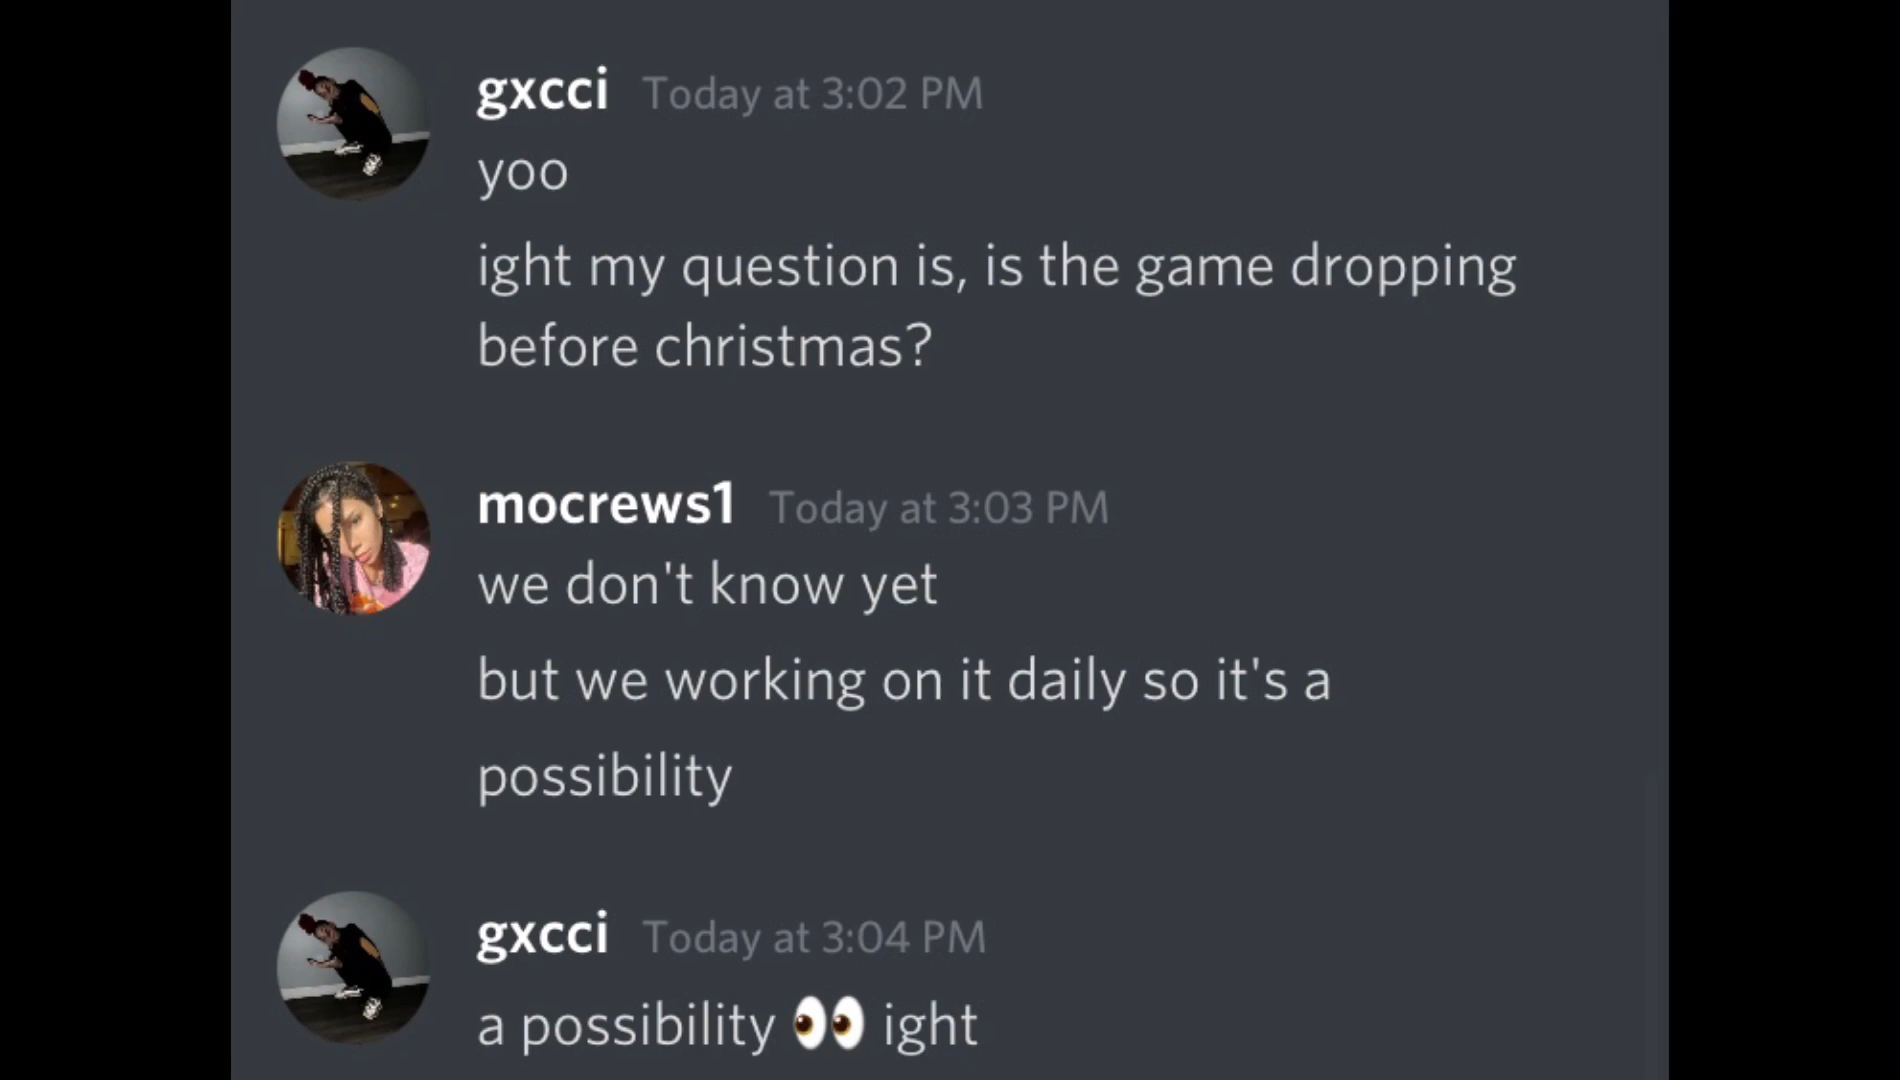 gxcci Today at 3:02 PM
yoo
ight my question is, is the game dropping
before christmas?
mocrews1 Today at 3:03 PM
we don't know yet
but we working on it daily so it's a
possibility
gxcci Today at 3:04 PM
a possibility 👀 ight